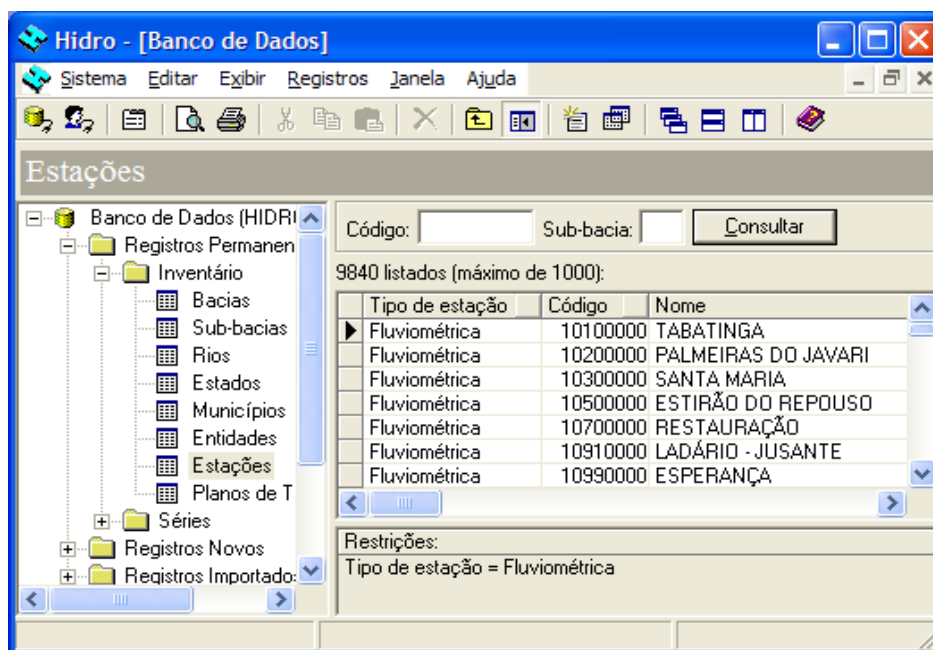 Hidro - [Banco de Dados]
Sistema Editar Exibir Registros Janela Ajuda
Estações
Banco de Dados (HIDR
Registros Permanen
Inventário
Bacias
Sub-bacias
Rios
Estados
Municípios
Entidades
Estações
Planos de T
Séries
Registros Novos
Registros Importado
Código: Sub-bacia: Consultar
9840 listados (máximo de 1000):
Tipo de estação Código Nome
Fluviométrica 10100000 TABATINGA
Fluviométrica 10200000 PALMEIRAS DO JAVARI
Fluviométrica 10300000 SANTA MARIA
Fluviométrica 10500000 ESTIRÃO DO REPOUSO
Fluviométrica 10700000 RESTAURAÇÃO
Fluviométrica 10910000 LADÁRIO - JUSANTE
Fluviométrica 10990000 ESPERANÇA
Restrições:
Tipo de estação = Fluviométrica